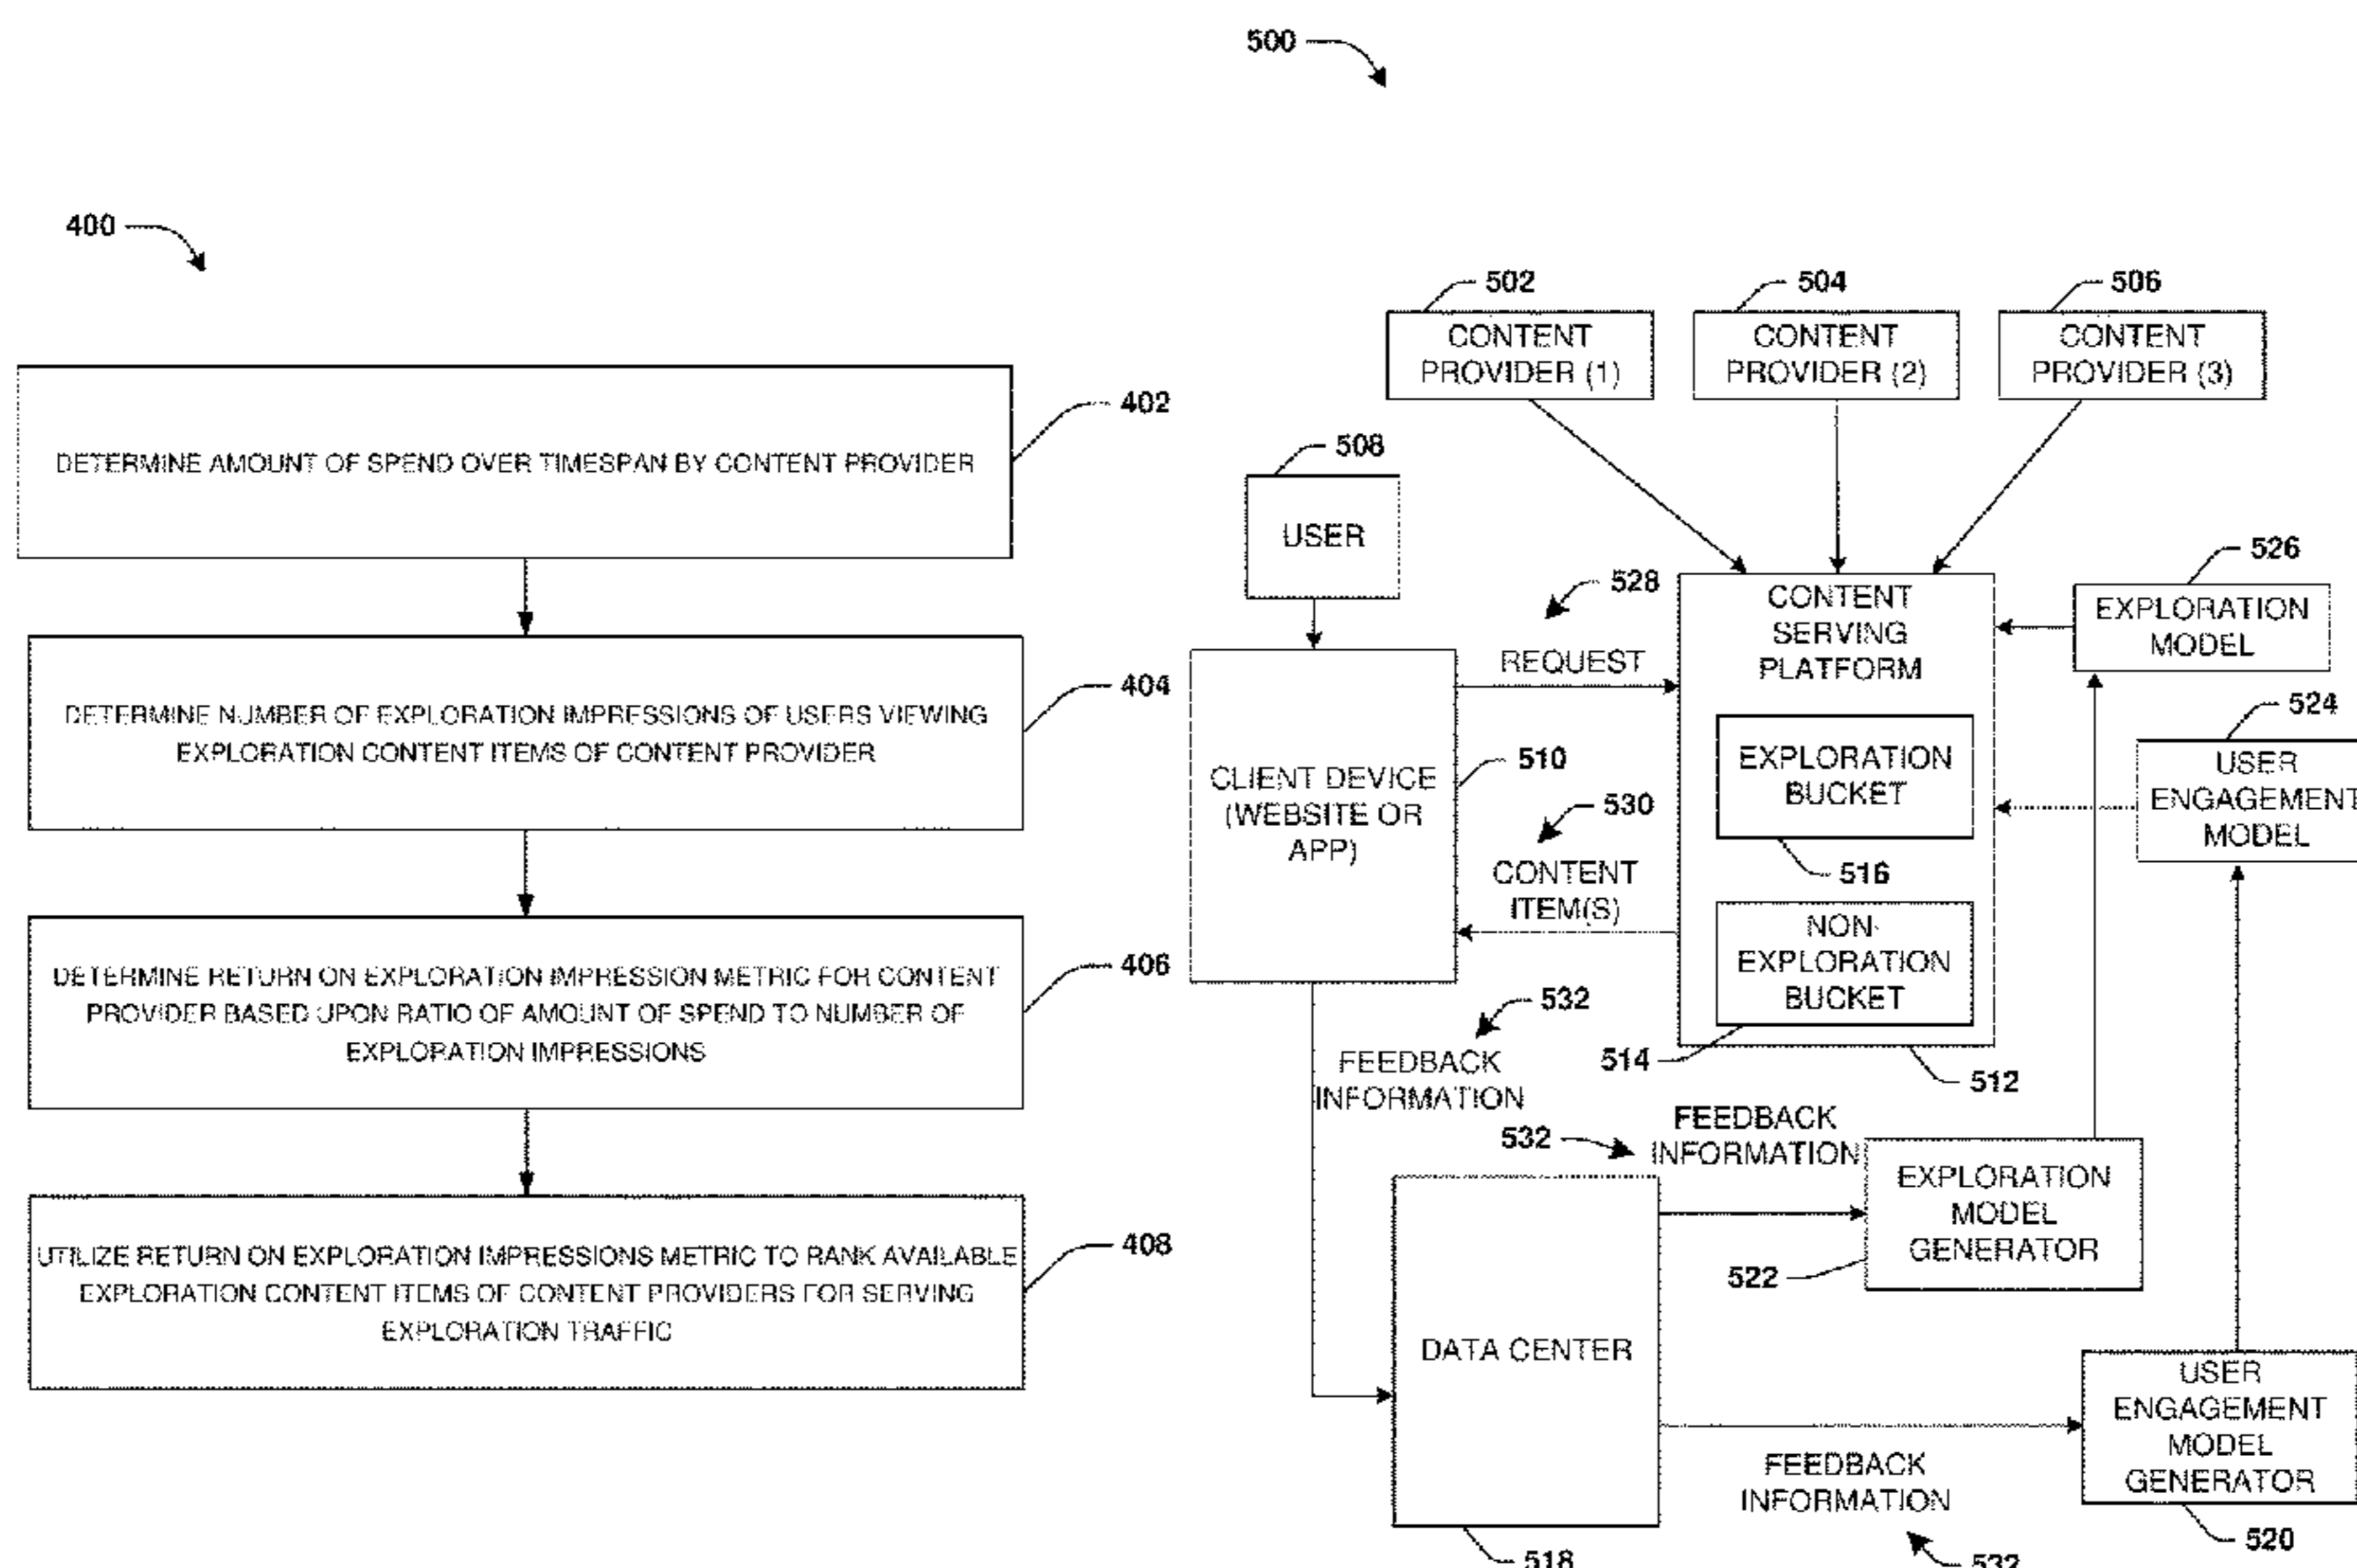 400
DETERMINE AMOUNT OF SPEND OVER TIMESPAN BY CONTENT PROVIDER
402
DETERMINE NUMBER OF EXPLORATION IMPRESSIONS OF USERS VIEWING
EXPLORATION CONTENT ITEMS OF CONTENT PROVIDER
404
DETERMINE RETURN ON EXPLORATION IMPRESSION METRIC FOR CONTENT
PROVIDER BASED UPON RATIO OF AMOUNT OF SPEND TO NUMBER OF
EXPLORATION IMPRESSIONS
406
UTILIZE RETURN ON EXPLORATION IMPRESSIONS METRIC TO RANK AVAILABLE
EXPLORATION CONTENT ITEMS OF CONTENT PROVIDERS FOR SERVING
EXPLORATION TRAFFIC
408
500
502
CONTENT
PROVIDER (1)
504
CONTENT
PROVIDER (2)
506
CONTENT
PROVIDER (3)
508
USER
528
REQUEST
CLIENT DEVICE
(WEBSITE OR
APP)
510
530
CONTENT
ITEM(S)
CONTENT
SERVING
PLATFORM
EXPLORATION
BUCKET
516
NON-
EXPLORATION
BUCKET
514
512
526
EXPLORATION
MODEL
524
USER
ENGAGEMENT
MODEL
532
FEEDBACK
INFORMATION
532
FEEDBACK
INFORMATION
EXPLORATION
MODEL
GENERATOR
522
DATA CENTER
518
USER
ENGAGEMENT
MODEL
GENERATOR
520
FEEDBACK
INFORMATION
532